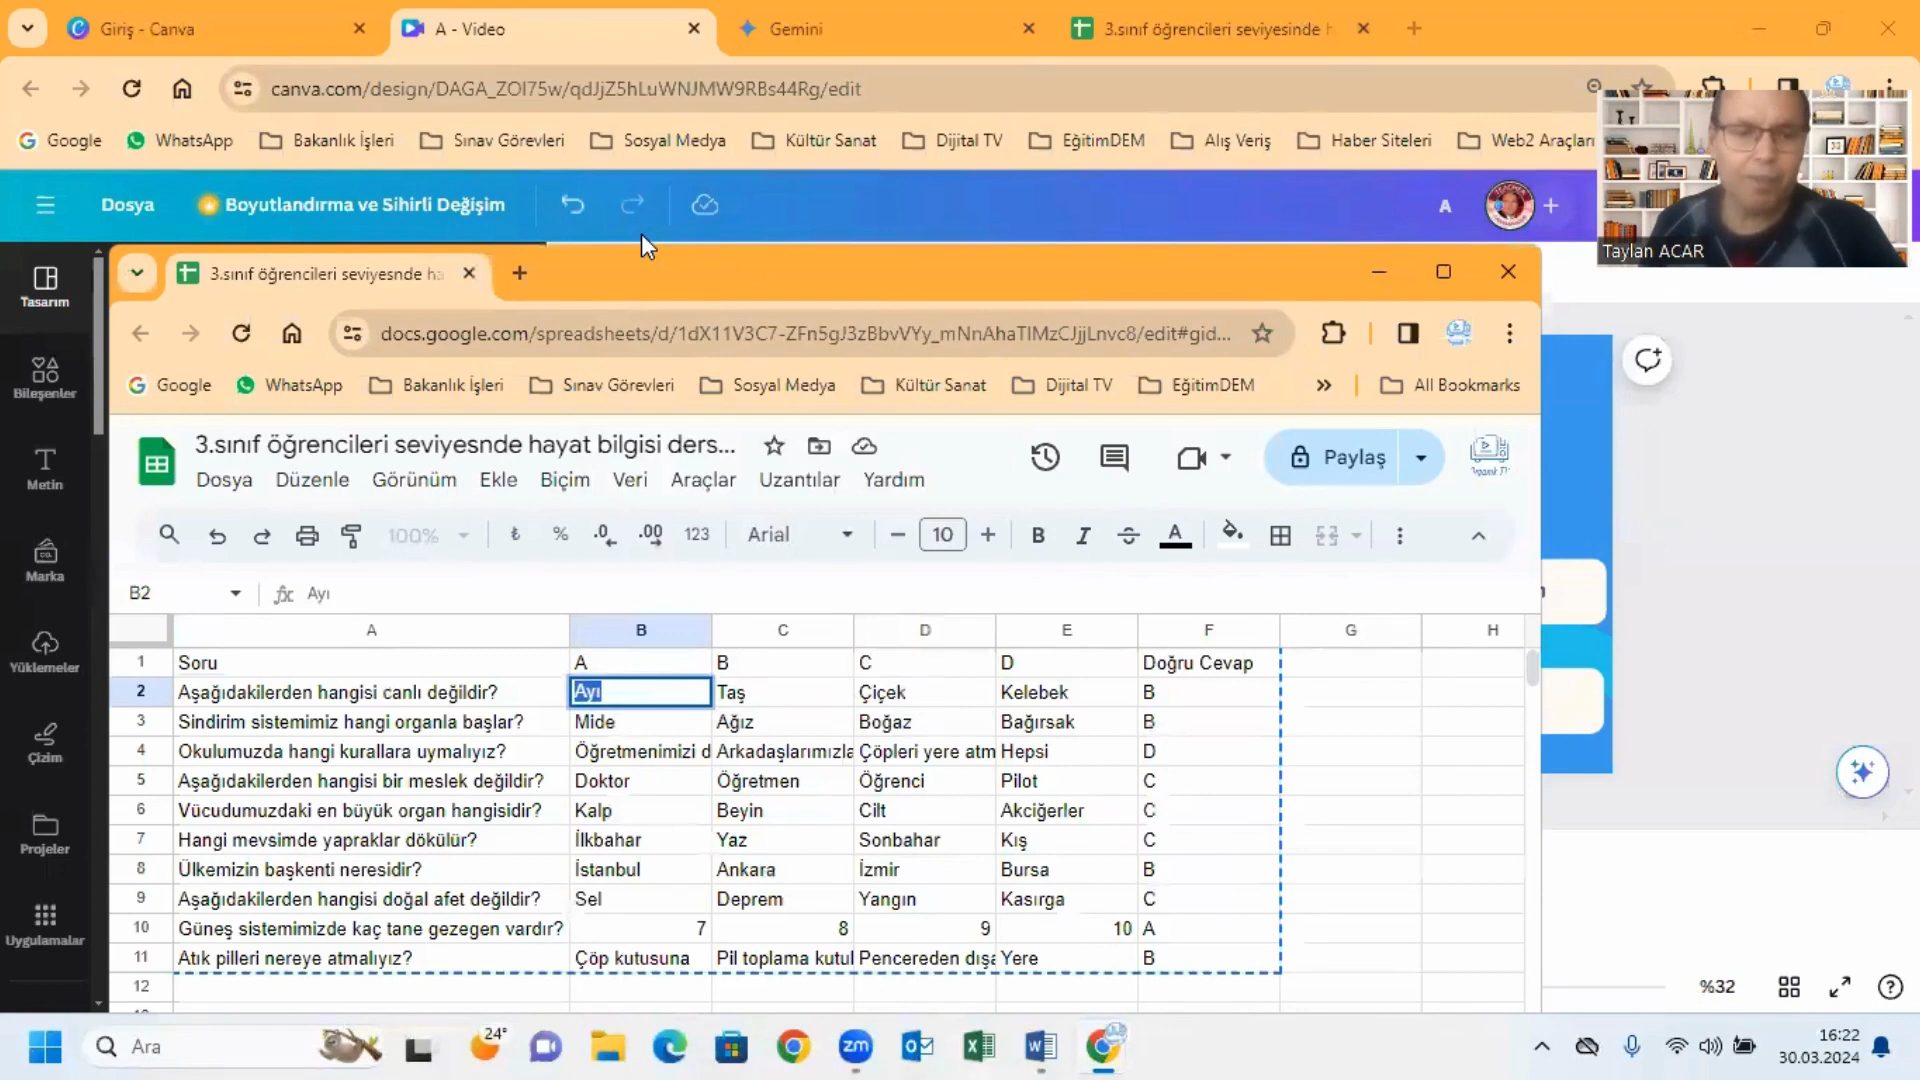 Giriş - Canva
A - Video
Gemini
3.sınıf öğrencileri seviyesinde h
canva.com/design/DAGA_ZOI75w/qdJjZ5hLuWNJMW9RBs44Rg/edit
Google
WhatsApp
Bakanlık İşleri
Sınav Görevleri
Sosyal Medya
Kültür Sanat
Dijital TV
EğitimDEM
Alış Veriş
Haber Siteleri
Web2 Araçları
Dosya
Boyutlandırma ve Sihirli Değişim
A
Taylan ACAR
Tasarım
Bileşenler
Metin
Marka
Yüklemeler
Çizim
Projeler
Uygulamalar
3.sınıf öğrencileri seviyesnde ha
docs.google.com/spreadsheets/d/1dX11V3C7-ZFn5gJ3zBbvVYy_mNnAhaTIMzCJjjLnvc8/edit#gid...
Google
WhatsApp
Bakanlık İşleri
Sınav Görevleri
Sosyal Medya
Kültür Sanat
Dijital TV
EğitimDEM
All Bookmarks
3.sınıf öğrencileri seviyesnde hayat bilgisi ders...
Paylaş
Dosya Düzenle Görünüm Ekle Biçim Veri Araçlar Uzantılar Yardım
100% ₺ % .0 .00 123 Arial 10 B I A
B2 fx Ayı
A B C D E F G H
1 Soru A B C D Doğru Cevap
2 Aşağıdakilerden hangisi canlı değildir? Ayı Taş Çiçek Kelebek B
3 Sindirim sistemimiz hangi organla başlar? Mide Ağız Boğaz Bağırsak B
4 Okulumuzda hangi kurallara uymalıyız? Öğretmenimizi d Arkadaşlarımızla Çöpleri yere atm Hepsi D
5 Aşağıdakilerden hangisi bir meslek değildir? Doktor Öğretmen Öğrenci Pilot C
6 Vücudumuzdaki en büyük organ hangisidir? Kalp Beyin Cilt Akciğerler C
7 Hangi mevsimde yapraklar dökülür? İlkbahar Yaz Sonbahar Kış C
8 Ülkemizin başkenti neresidir? İstanbul Ankara İzmir Bursa B
9 Aşağıdakilerden hangisi doğal afet değildir? Sel Deprem Yangın Kasırga C
10 Güneş sistemimizde kaç tane gezegen vardır? 7 8 9 10 A
11 Atık pilleri nereye atmalıyız? Çöp kutusuna Pil toplama kutul Pencereden dışa Yere B
12
%32
Ara
24°
zm
16:22
30.03.2024